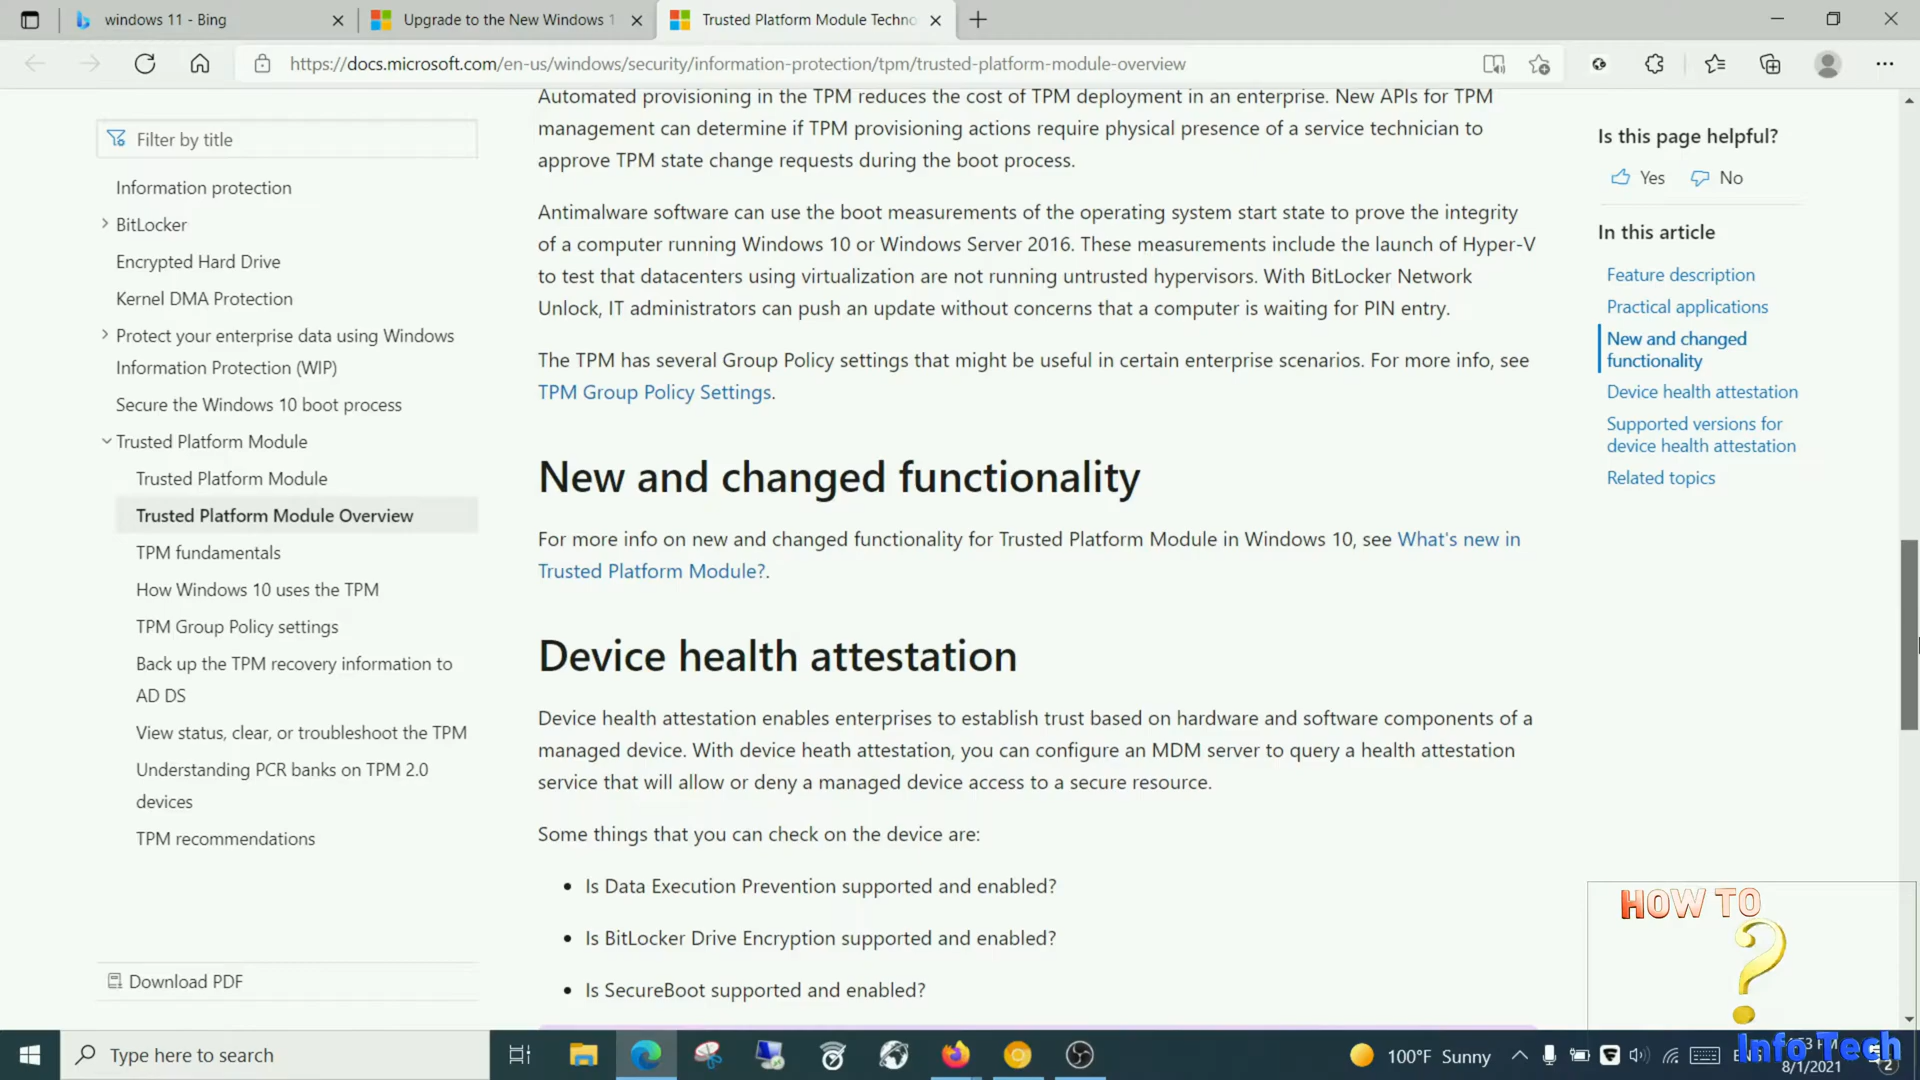 windows 11 - Bing
Upgrade to the New Windows 1
Trusted Platform Module Techno
https://docs.microsoft.com/en-us/windows/security/information-protection/tpm/trusted-platform-module-overview
Filter by title
Information protection
BitLocker
Encrypted Hard Drive
Kernel DMA Protection
Protect your enterprise data using Windows
Information Protection (WIP)
Secure the Windows 10 boot process
Trusted Platform Module
Trusted Platform Module
Trusted Platform Module Overview
TPM fundamentals
How Windows 10 uses the TPM
TPM Group Policy settings
Back up the TPM recovery information to
AD DS
View status, clear, or troubleshoot the TPM
Understanding PCR banks on TPM 2.0
devices
TPM recommendations
Download PDF
Automated provisioning in the TPM reduces the cost of TPM deployment in an enterprise. New APIs for TPM
management can determine if TPM provisioning actions require physical presence of a service technician to
approve TPM state change requests during the boot process.
Antimalware software can use the boot measurements of the operating system start state to prove the integrity
of a computer running Windows 10 or Windows Server 2016. These measurements include the launch of Hyper-V
to test that datacenters using virtualization are not running untrusted hypervisors. With BitLocker Network
Unlock, IT administrators can push an update without concerns that a computer is waiting for PIN entry.
The TPM has several Group Policy settings that might be useful in certain enterprise scenarios. For more info, see
TPM Group Policy Settings.
New and changed functionality
For more info on new and changed functionality for Trusted Platform Module in Windows 10, see What's new in
Trusted Platform Module?.
Device health attestation
Device health attestation enables enterprises to establish trust based on hardware and software components of a
managed device. With device heath attestation, you can configure an MDM server to query a health attestation
service that will allow or deny a managed device access to a secure resource.
Some things that you can check on the device are:
• Is Data Execution Prevention supported and enabled?
• Is BitLocker Drive Encryption supported and enabled?
• Is SecureBoot supported and enabled?
Is this page helpful?
Yes No
In this article
Feature description
Practical applications
New and changed
functionality
Device health attestation
Supported versions for
device health attestation
Related topics
HOW TO
?
Info Tech
Type here to search
100°F Sunny
8/1/2021
2